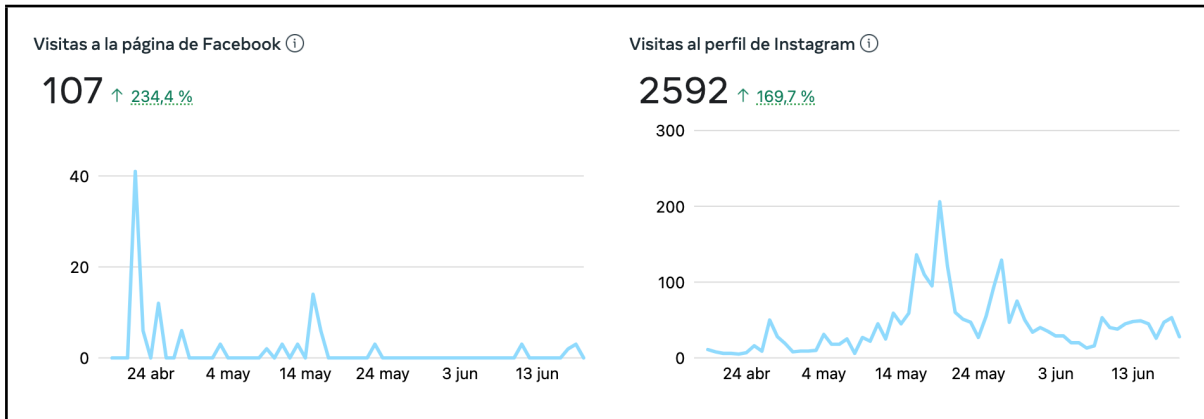 Visitas a la página de Facebook
107 ↑ 234,4 %
40
20
0
24 abr 4 may 14 may 24 may 3 jun 13 jun
Visitas al perfil de Instagram
2592 ↑ 169,7 %
300
200
100
0
24 abr 4 may 14 may 24 may 3 jun 13 jun